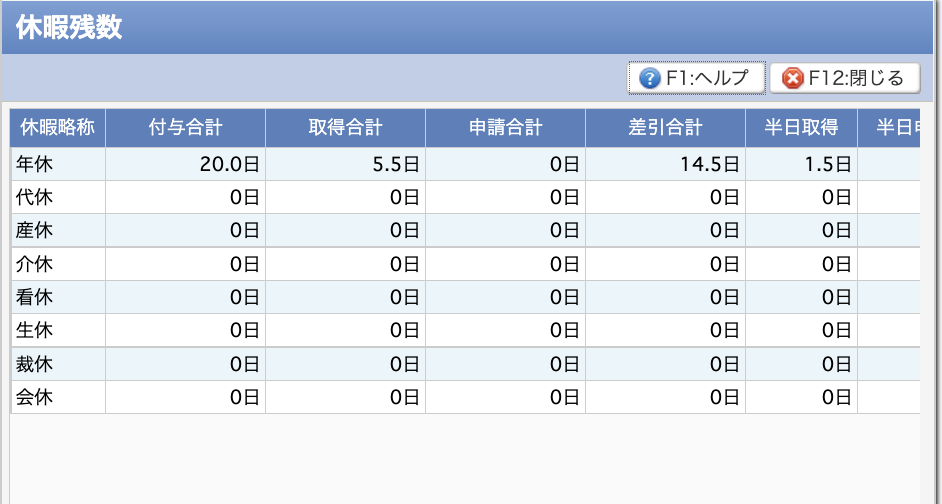 休暇残数
F1:ヘルプ F12:閉じる
休暇略称 付与合計 取得合計 申請合計 差引合計 半日取得 半日
年休 20.0日 5.5日 0日 14.5日 1.5日
代休 0日 0日 0日 0日 0日
産休 0日 0日 0日 0日 0日
介休 0日 0日 0日 0日 0日
看休 0日 0日 0日 0日 0日
生休 0日 0日 0日 0日 0日
裁休 0日 0日 0日 0日 0日
会休 0日 0日 0日 0日 0日